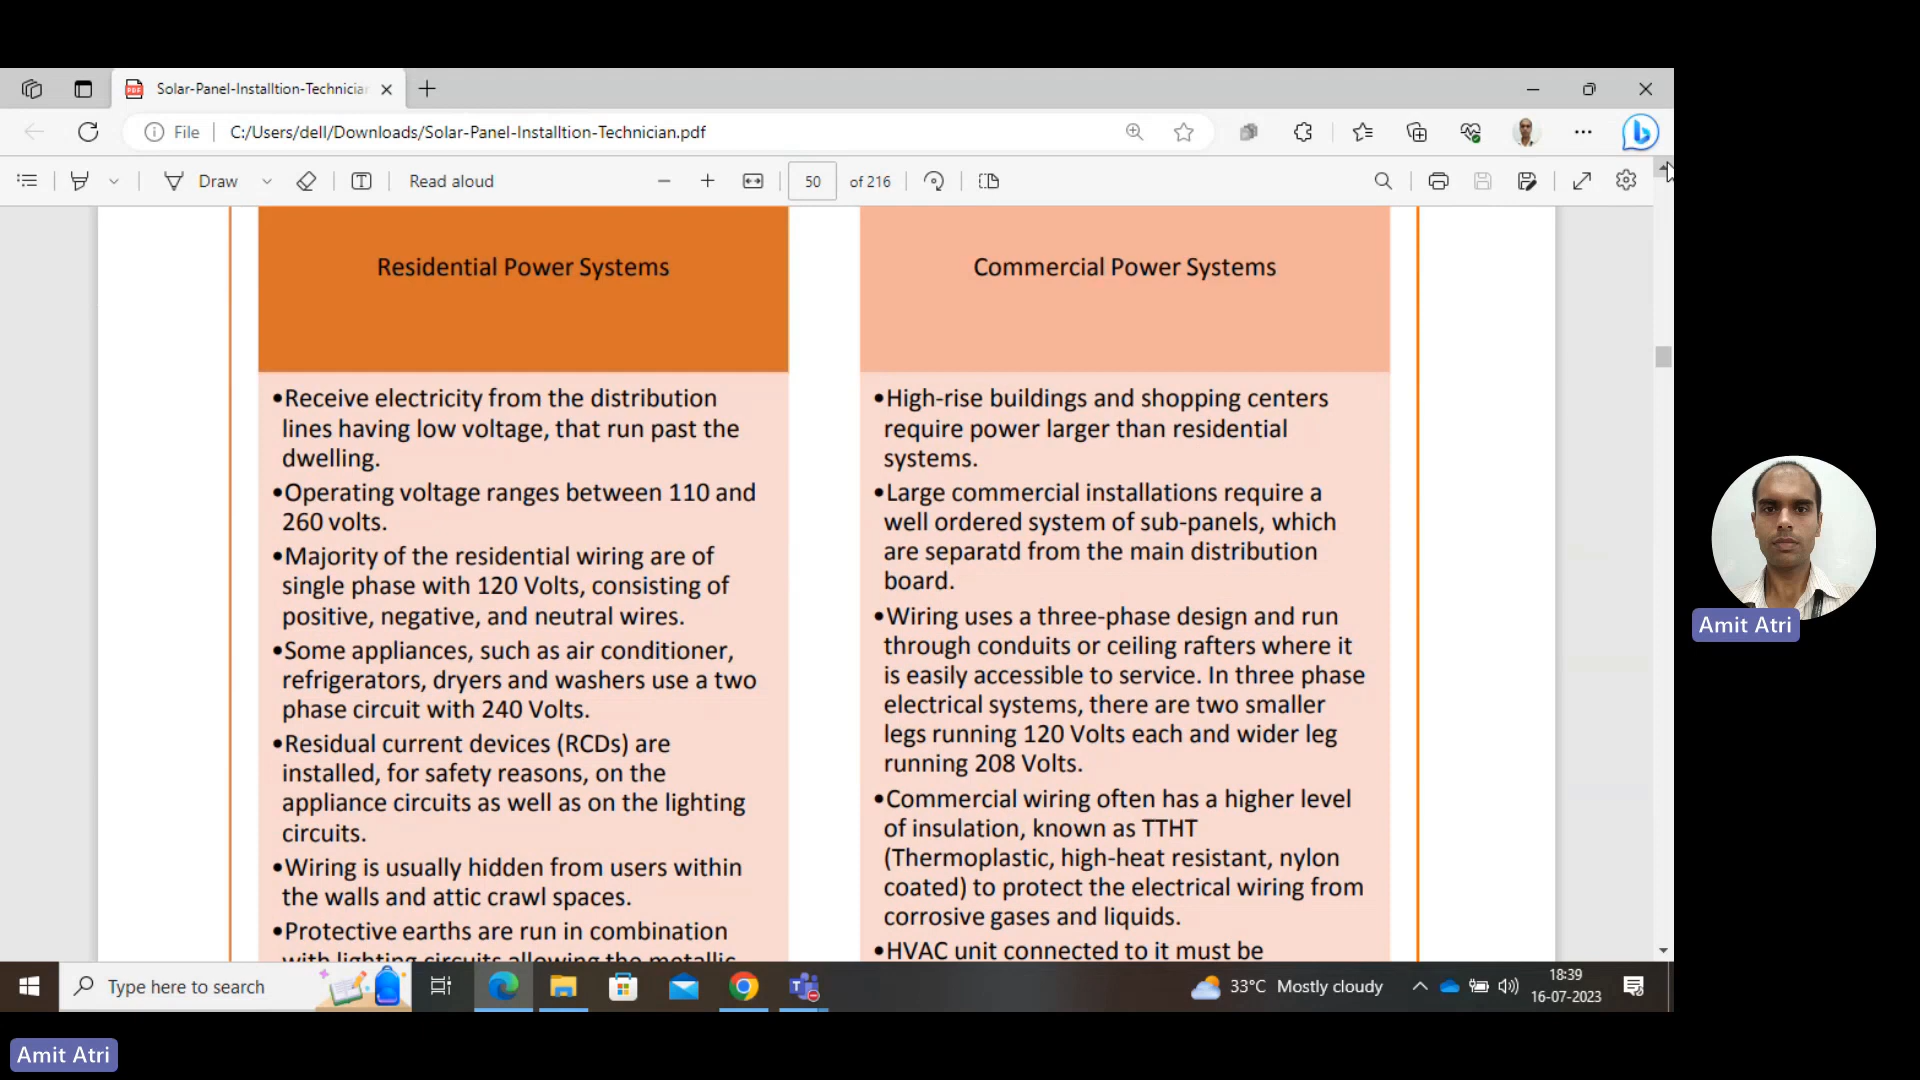 Solar-Panel-Installtion-Technician
File
C:/Users/dell/Downloads/Solar-Panel-Installtion-Technician.pdf
Draw
Read aloud
50
of 216
Residential Power Systems
•Receive electricity from the distribution
lines having low voltage, that run past the
dwelling.
•Operating voltage ranges between 110 and
260 volts.
•Majority of the residential wiring are of
single phase with 120 Volts, consisting of
positive, negative, and neutral wires.
•Some appliances, such as air conditioner,
refrigerators, dryers and washers use a two
phase circuit with 240 Volts.
•Residual current devices (RCDs) are
installed, for safety reasons, on the
appliance circuits as well as on the lighting
circuits.
•Wiring is usually hidden from users within
the walls and attic crawl spaces.
•Protective earths are run in combination
with lighting circuits allowing the metallic
Commercial Power Systems
•High-rise buildings and shopping centers
require power larger than residential
systems.
•Large commercial installations require a
well ordered system of sub-panels, which
are separatd from the main distribution
board.
•Wiring uses a three-phase design and run
through conduits or ceiling rafters where it
is easily accessible to service. In three phase
electrical systems, there are two smaller
legs running 120 Volts each and wider leg
running 208 Volts.
•Commercial wiring often has a higher level
of insulation, known as TTHT
(Thermoplastic, high-heat resistant, nylon
coated) to protect the electrical wiring from
corrosive gases and liquids.
•HVAC unit connected to it must be
Amit Atri
Type here to search
33°C Mostly cloudy
18:39
16-07-2023
Amit Atri